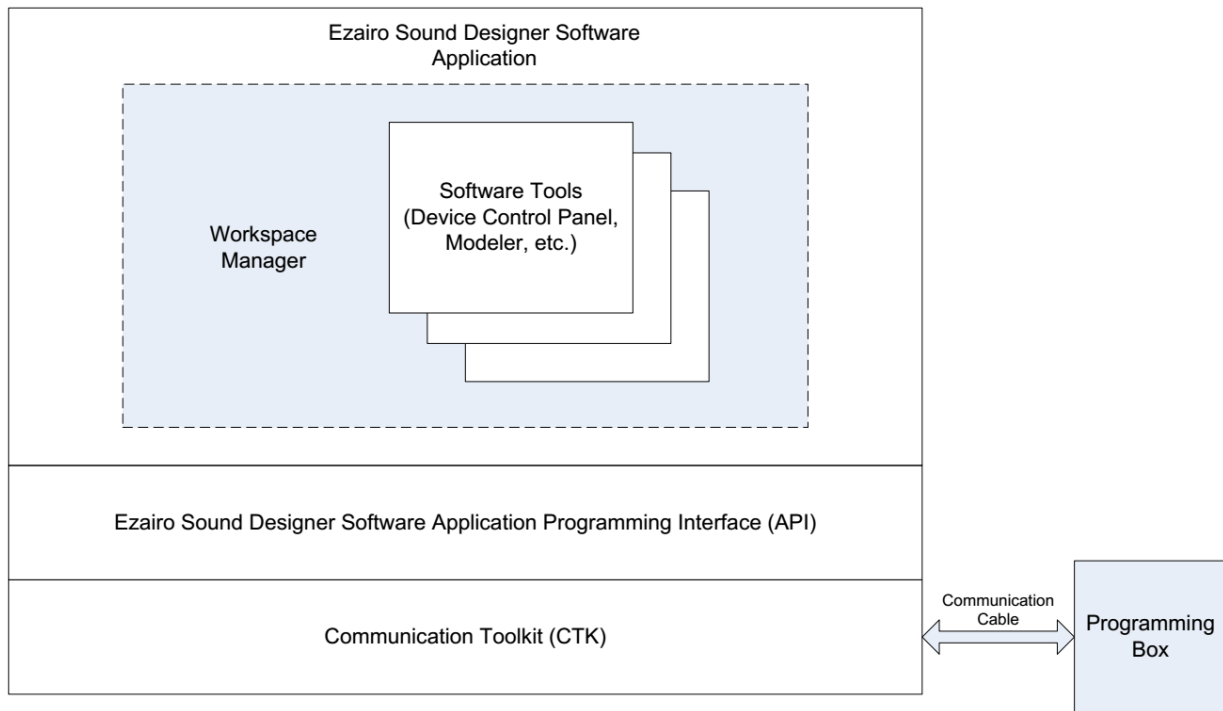 Ezairo Sound Designer Software
Application
Software Tools
(Device Control Panel,
Modeler, etc.)
Workspace
Manager
Ezairo Sound Designer Software Application Programming Interface (API)
Communication Toolkit (CTK)
Communication
Cable
Programming
Box